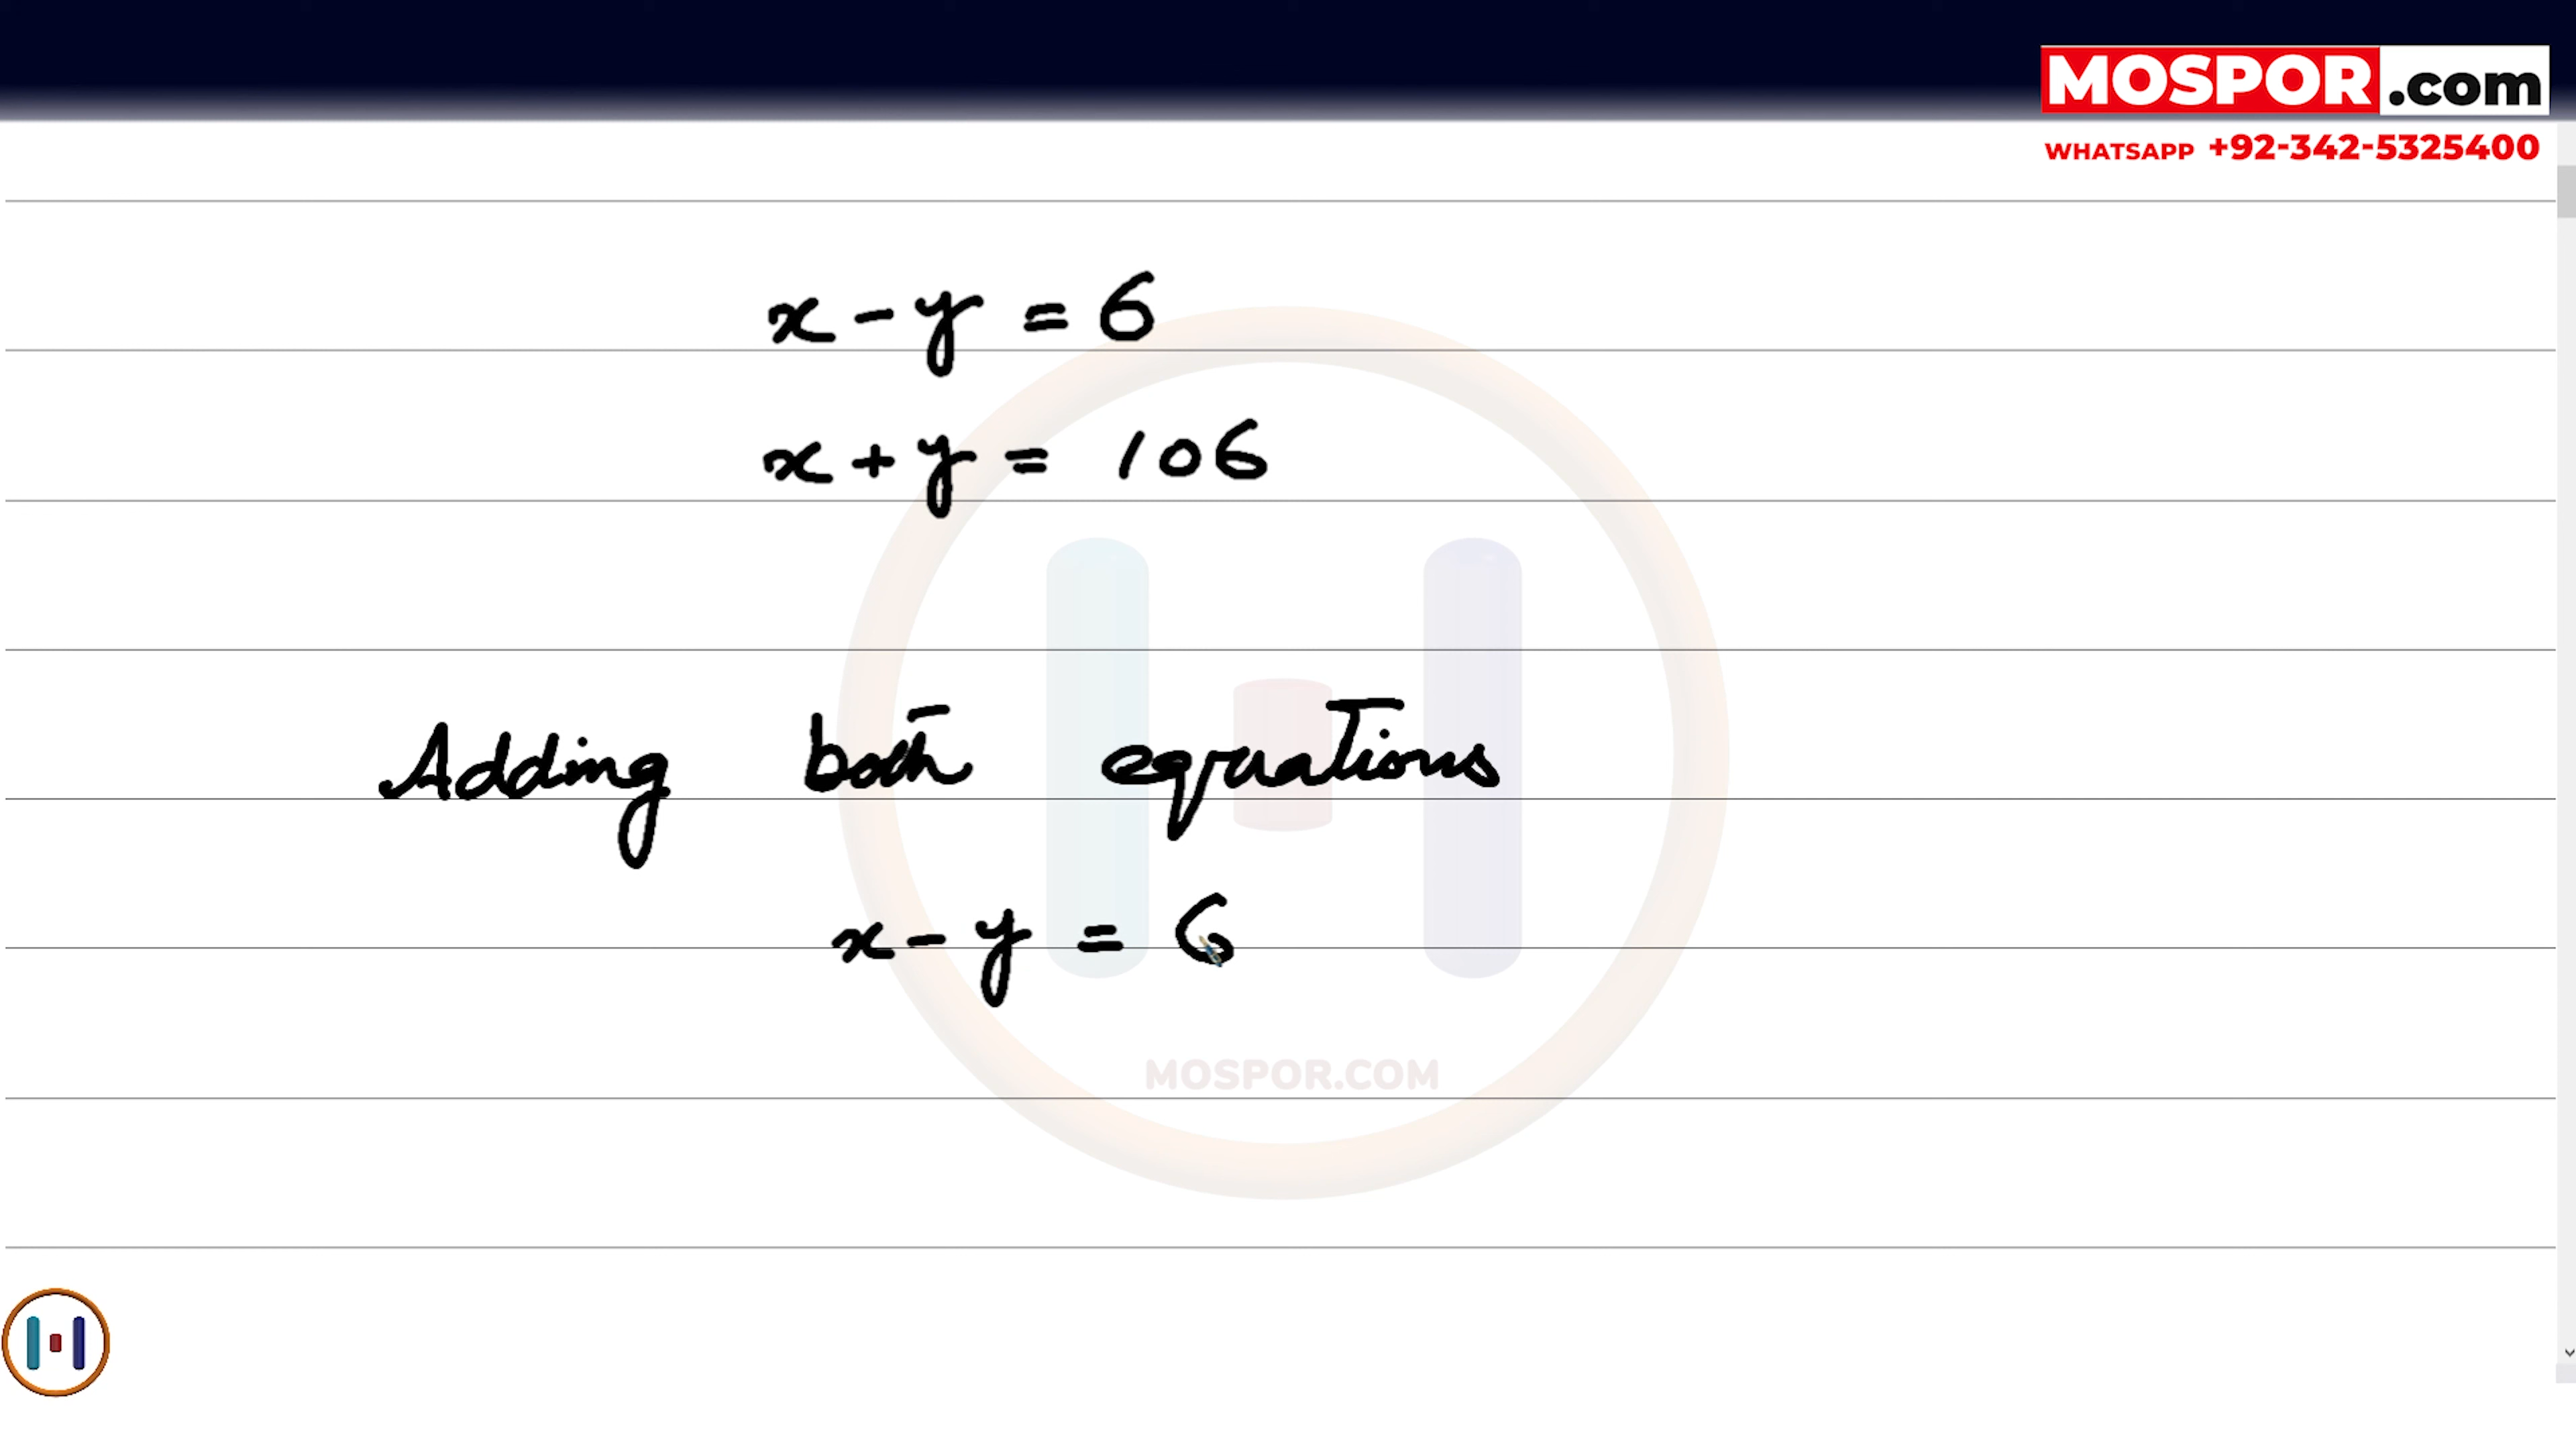 MOSPOR.com
WHATSAPP +92-342-5325400
x - y = 6
x + y = 106
Adding both equations
x - y = 6
MOSPOR.COM